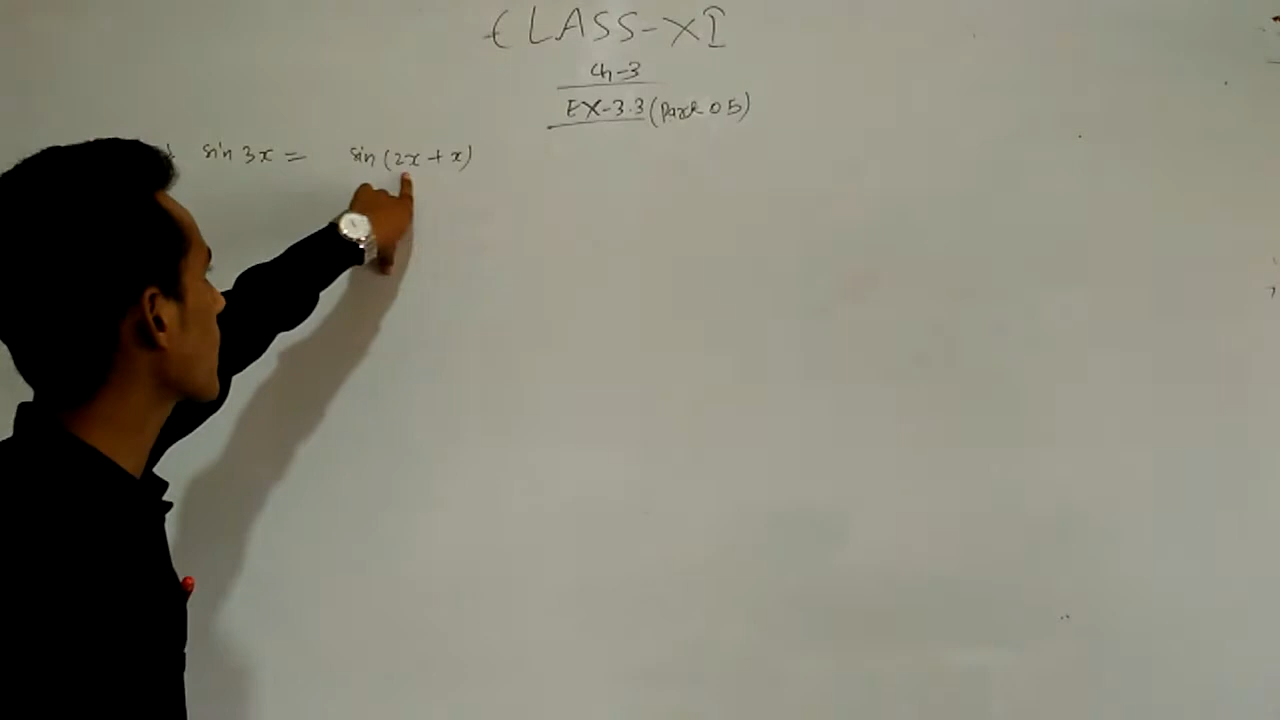 CLASS-XI
Ch-3
EX-3.3 (Part 05)
sin 3x = sin (2x + x)